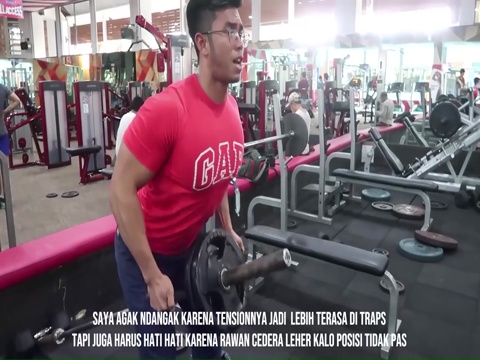 GAP
SAYA AGAK NDANGAK KARENA TENSIONNYA JADI LEBIH TERASA DI TRAPS
TAPI JUGA HARUS HATI HATI KARENA RAWAN CEDERA LEHER KALO POSISI TIDAK PAS